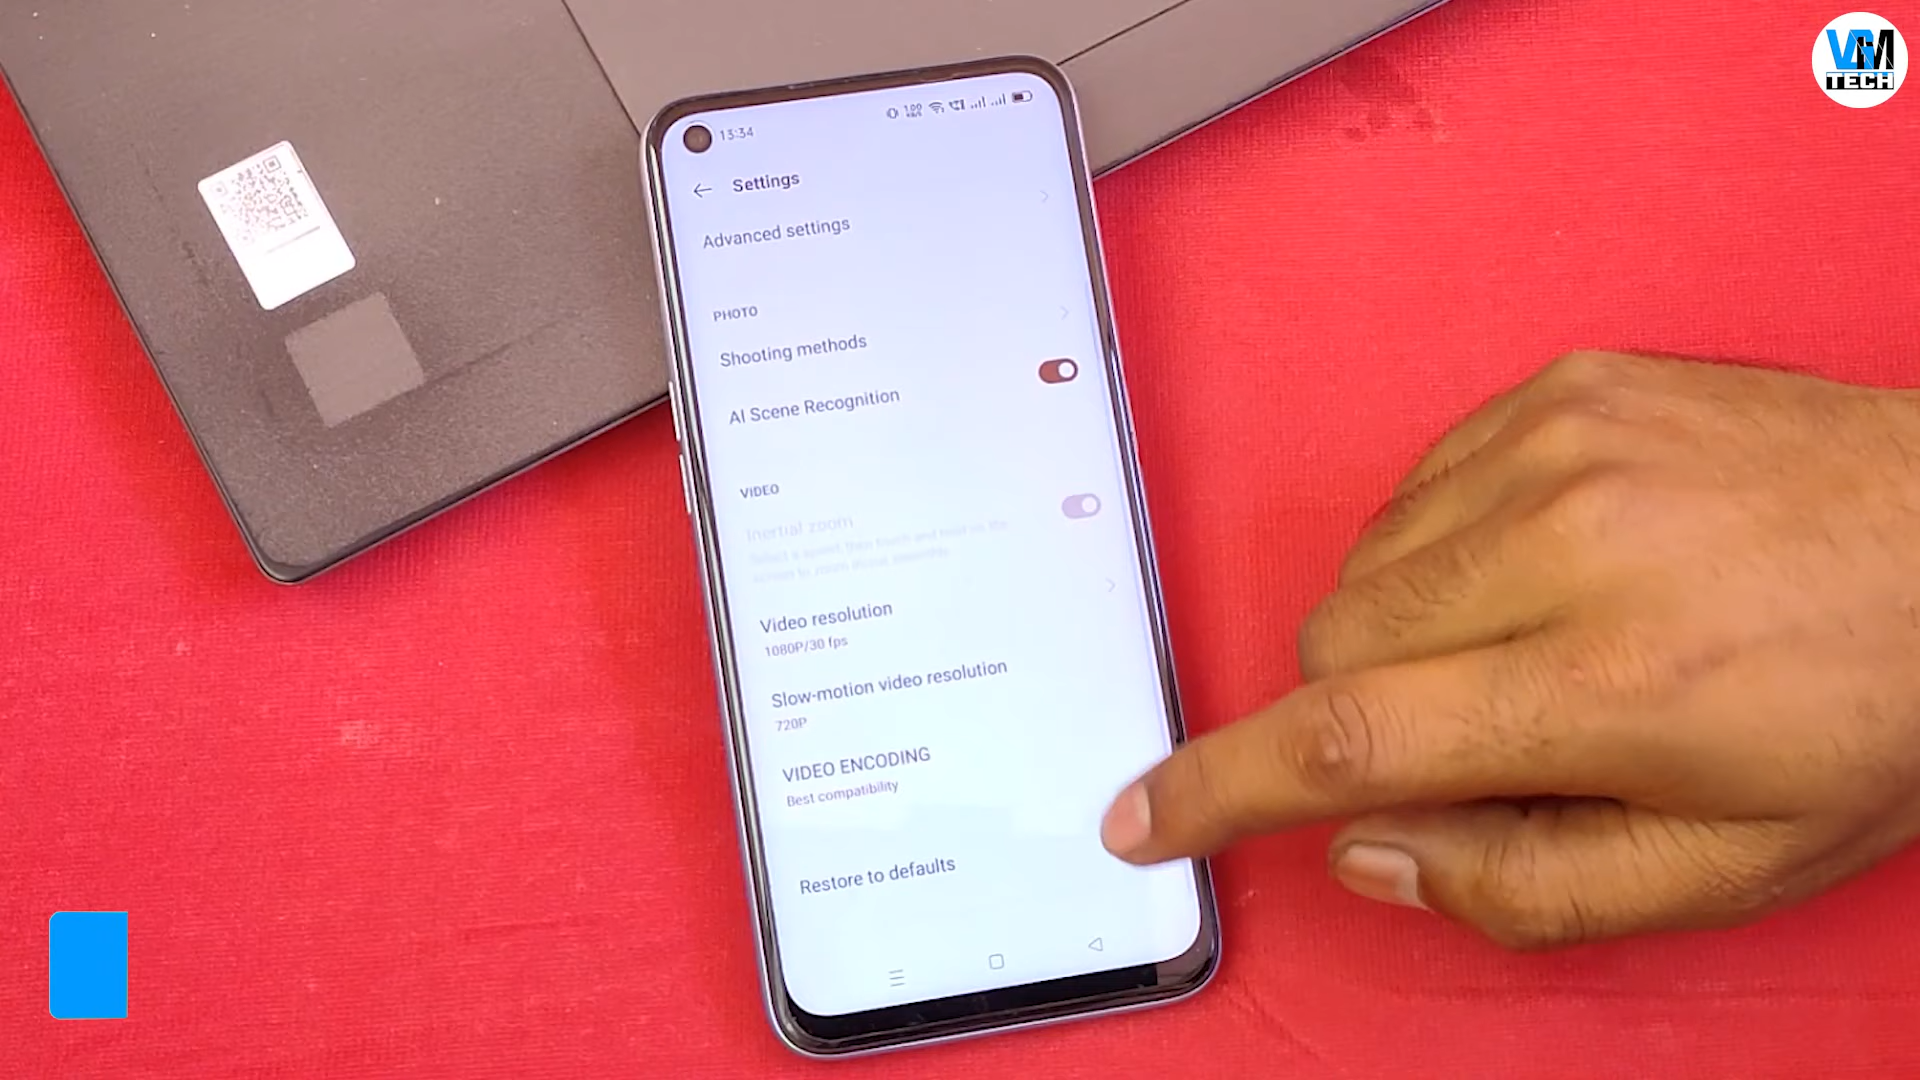 VGM
TECH
13:34
Settings
Advanced settings
PHOTO
Shooting methods
AI Scene Recognition
VIDEO
Inertial zoom
Video resolution
1080P/30 fps
Slow-motion video resolution
720P
VIDEO ENCODING
Best compatibility
Restore to defaults